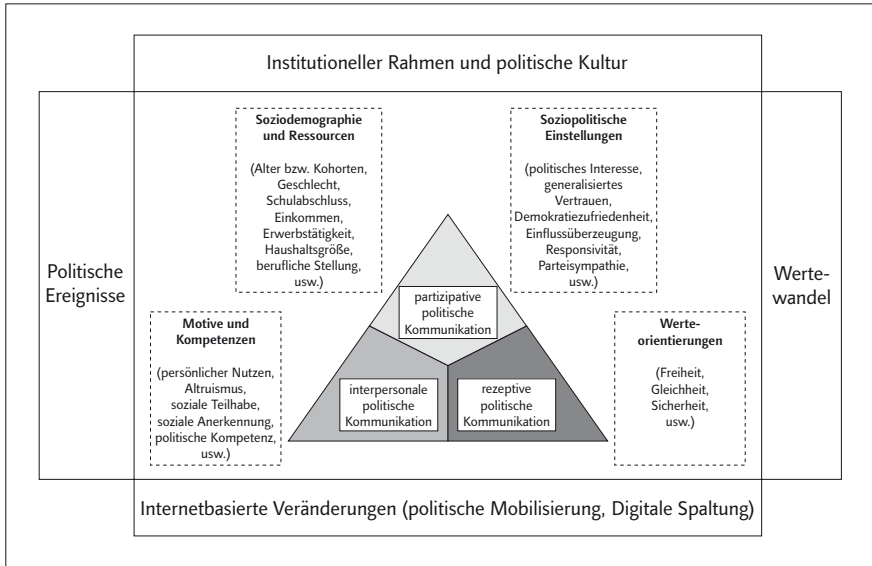 Institutioneller Rahmen und politische Kultur
Soziodemographie
und Ressourcen
(Alter bzw. Kohorten,
Geschlecht,
Schulabschluss,
Einkommen,
Erwerbstätigkeit,
Haushaltsgröße,
berufliche Stellung,
usw.)
Soziopolitische
Einstellungen
(politisches Interesse,
generalisiertes
Vertrauen,
Demokratiezufriedenheit,
Einflussüberzeugung,
Responsivität,
Parteisympathie,
usw.)
Politische
Ereignisse
Werte-
wandel
partizipative
politische
Kommunikation
Motive und
Kompetenzen
(persönlicher Nutzen,
Altruismus,
soziale Teilhabe,
soziale Anerkennung,
politische Kompetenz,
usw.)
interpersonale
politische
Kommunikation
rezeptive
politische
Kommunikation
Werte-
orientierungen
(Freiheit,
Gleichheit,
Sicherheit,
usw.)
Internetbasierte Veränderungen (politische Mobilisierung, Digitale Spaltung)